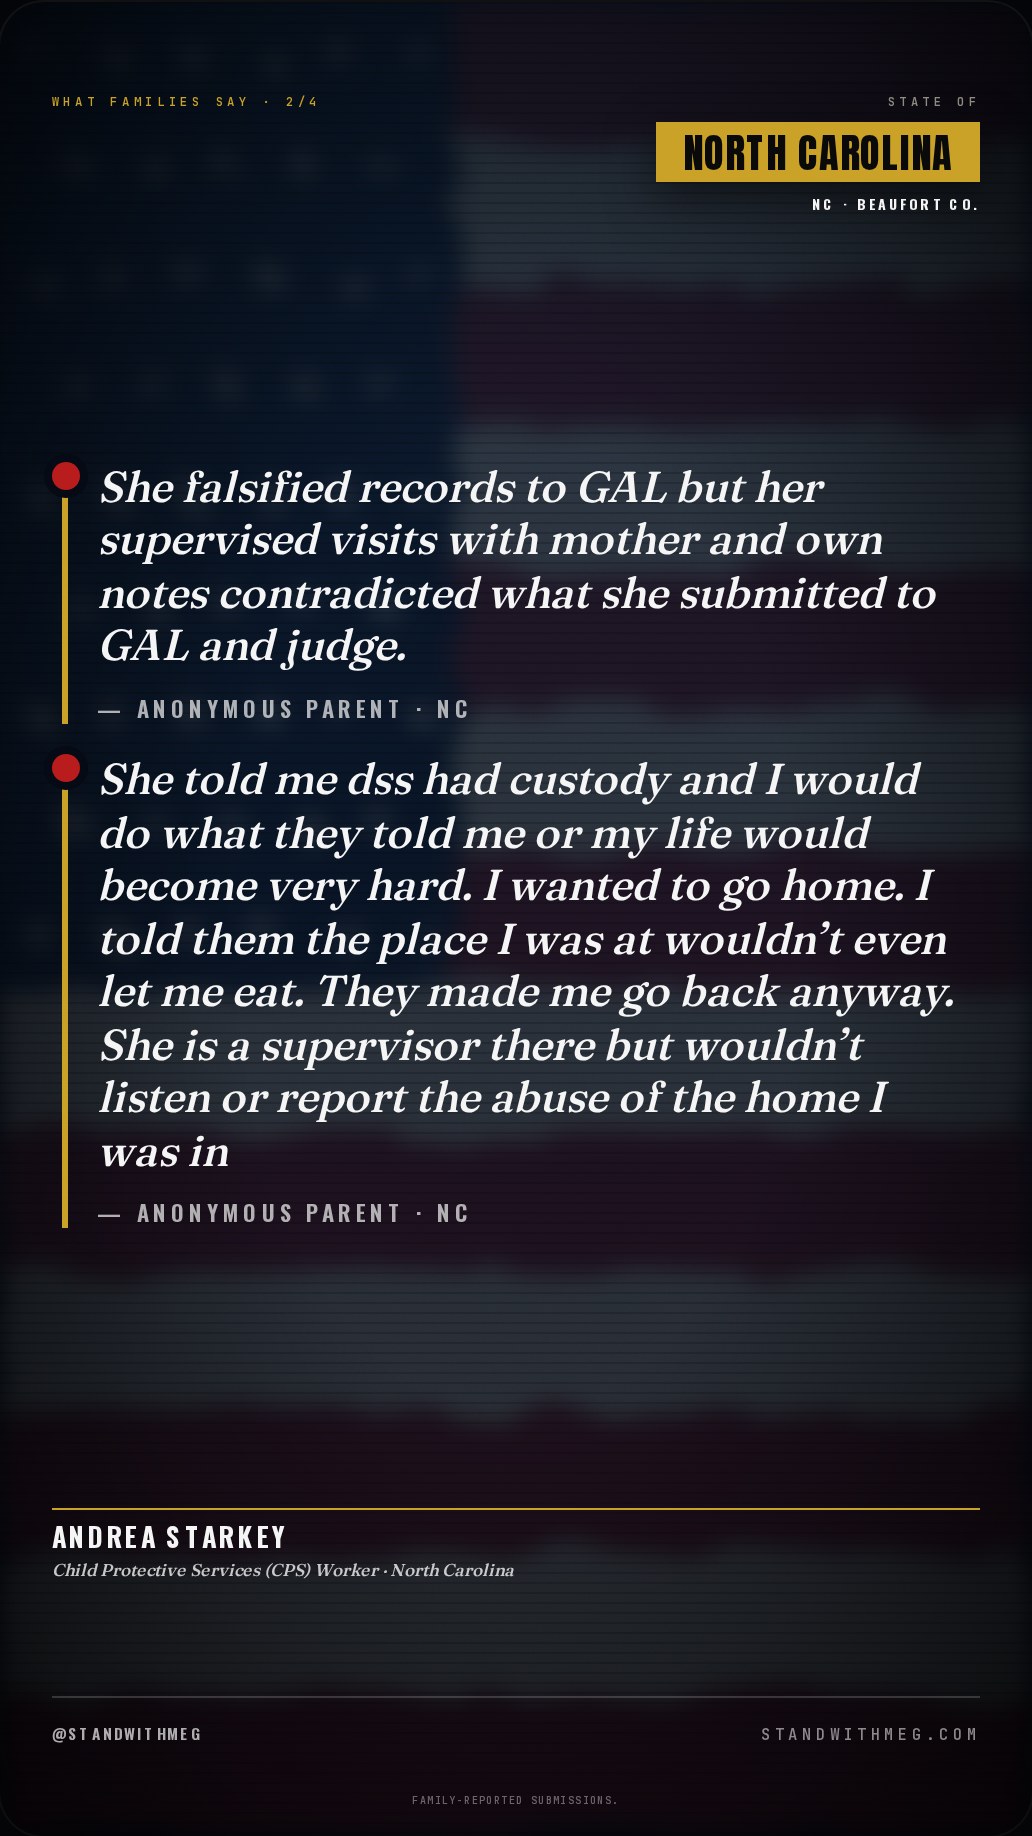 WHAT FAMILIES SAY · 2/4
STATE OF
NORTH CAROLINA
NC · BEAUFORT CO.
She falsified records to GAL but her
supervised visits with mother and own
notes contradicted what she submitted to
GAL and judge.
— ANONYMOUS PARENT · NC
She told me dss had custody and I would
do what they told me or my life would
become very hard. I wanted to go home. I
told them the place I was at wouldn’t even
let me eat. They made me go back anyway.
She is a supervisor there but wouldn’t
listen or report the abuse of the home I
was in
— ANONYMOUS PARENT · NC
ANDREA STARKEY
Child Protective Services (CPS) Worker · North Carolina
@STANDWITHMEG
STANDWITHMEG.COM
FAMILY-REPORTED SUBMISSIONS.